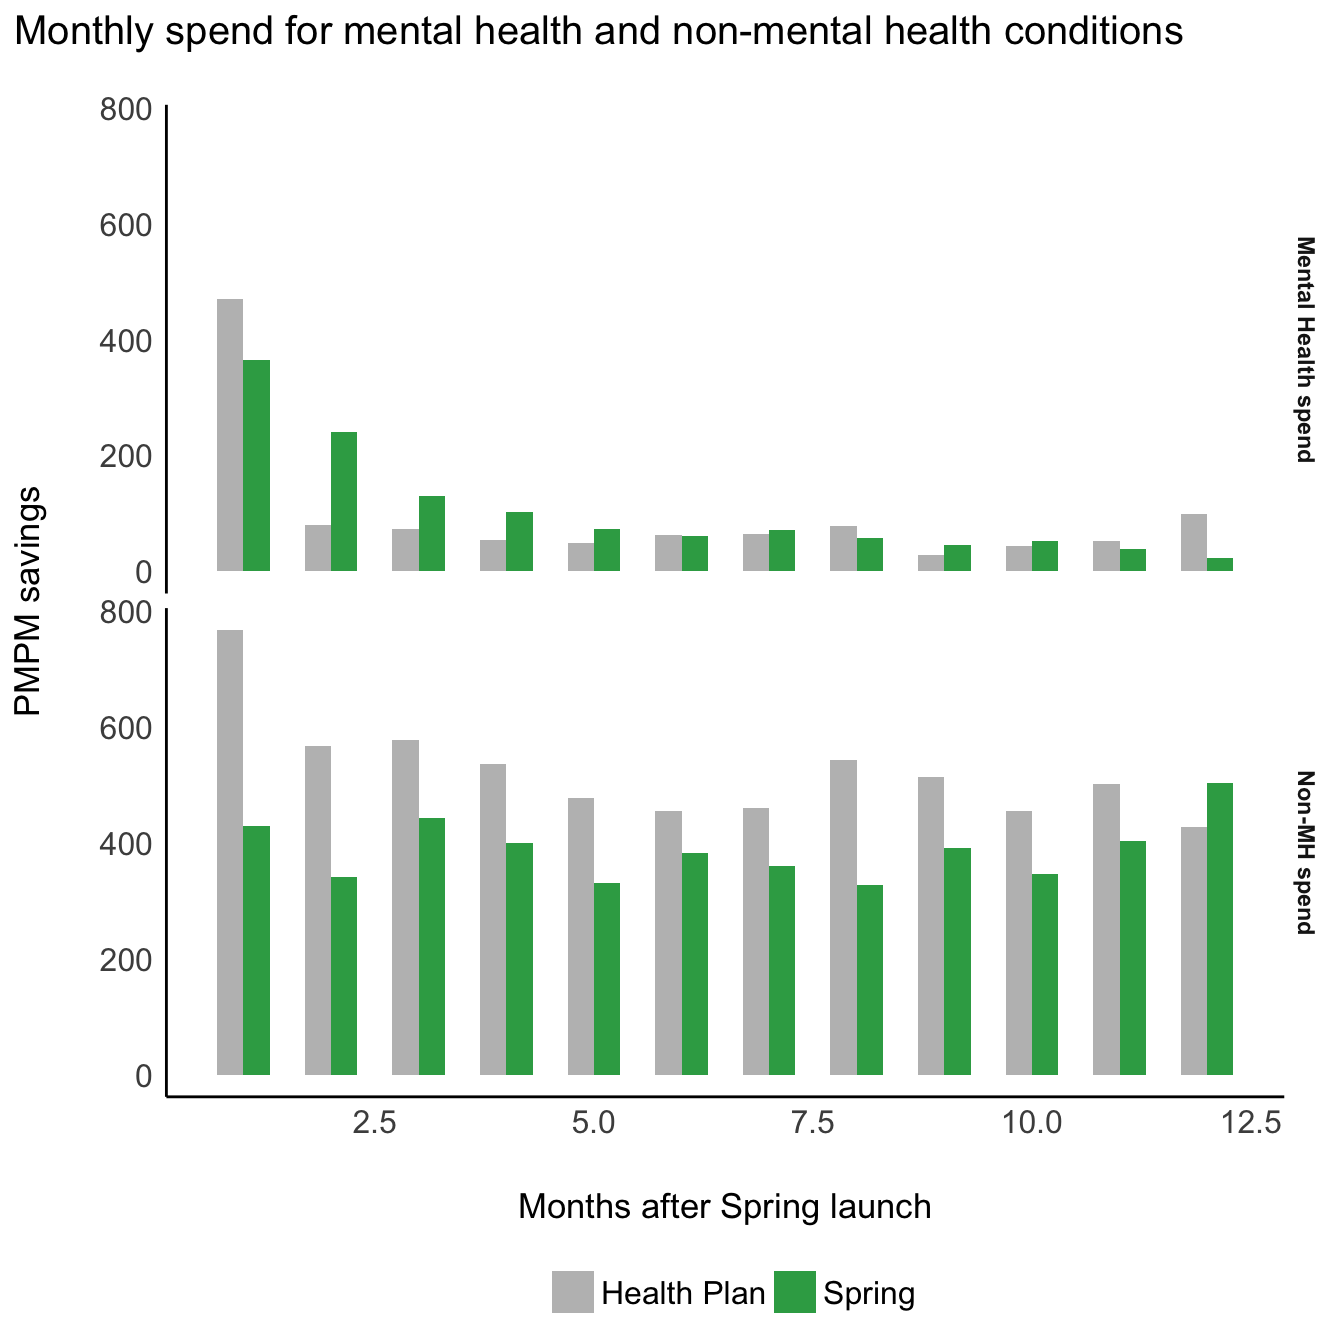 Monthly spend for mental health and non-mental health conditions
800
600
400
200
0
Mental Health spend
PMPM savings
800
600
400
200
0
Non-MH spend
2.5 5.0 7.5 10.0 12.5
Months after Spring launch
Health Plan Spring